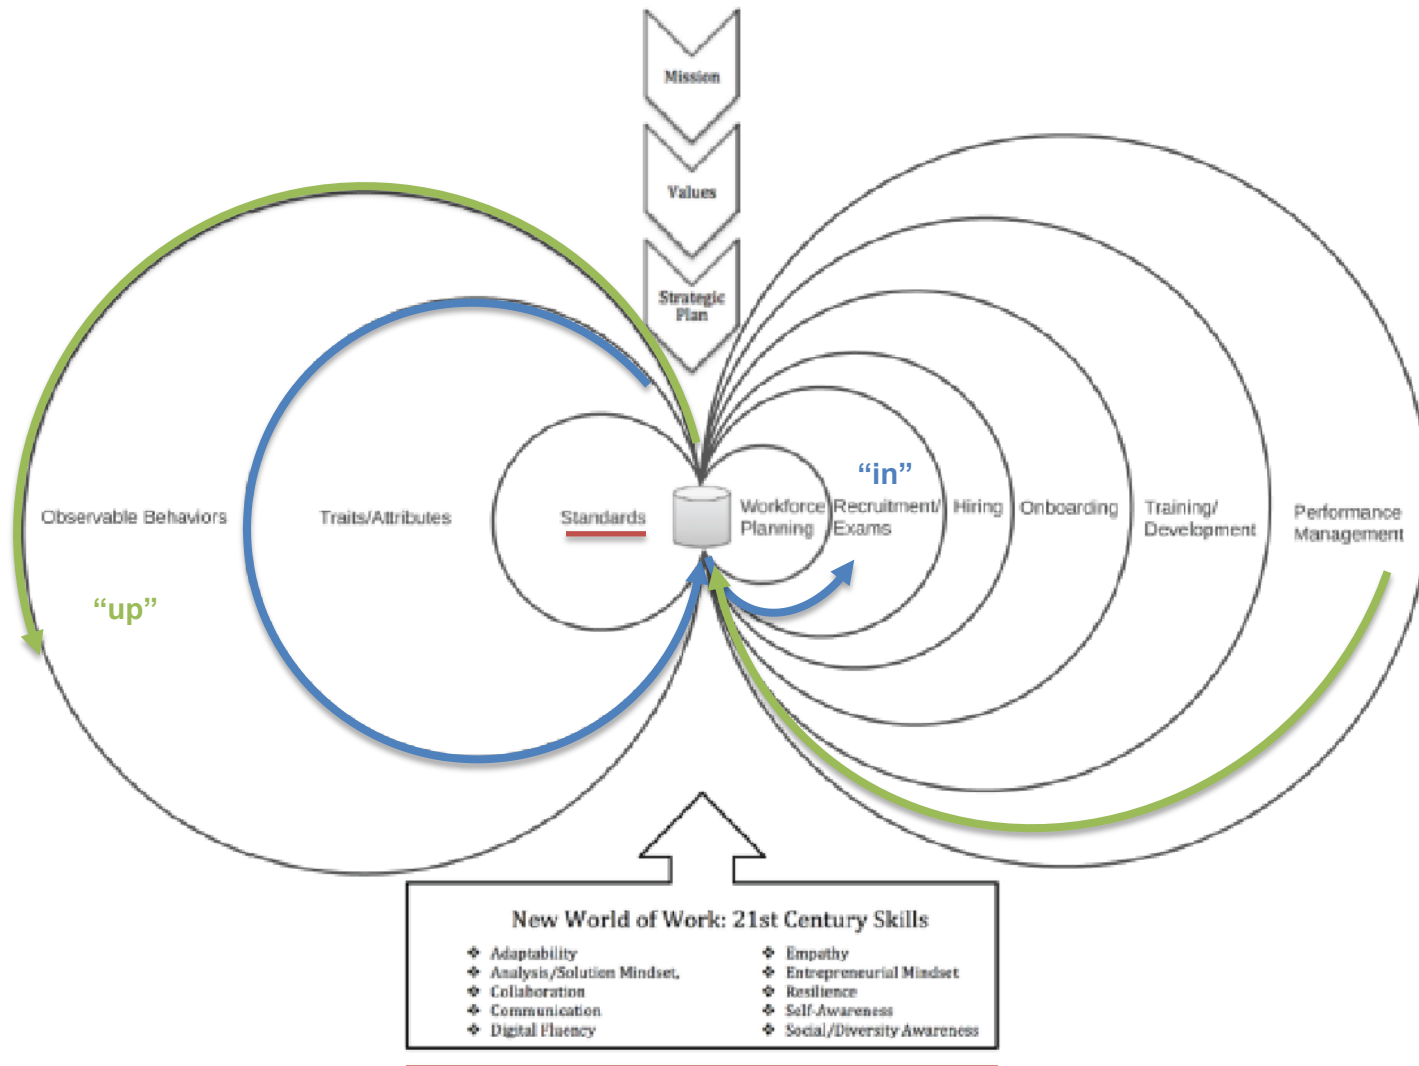 Mission
Values
Strategic
Plan
Observable Behaviors
Traits/Attributes
Standards
"up"
Workforce
Planning
"in"
Recruitment/
Exams
Hiring
Onboarding
Training/
Development
Performance
Management
New World of Work: 21st Century Skills
❖ Adaptability
❖ Analysis/Solution Mindset,
❖ Collaboration
❖ Communication
❖ Digital Fluency
❖ Empathy
❖ Entrepreneurial Mindset
❖ Resilience
❖ Self-Awareness
❖ Social/Diversity Awareness